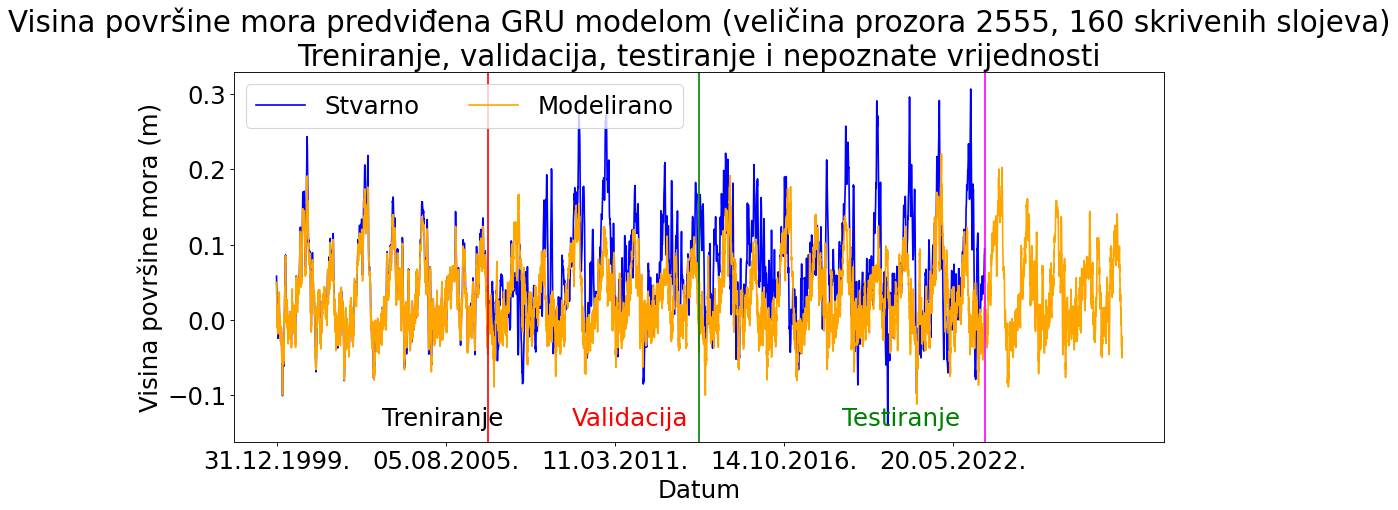 Visina površine mora predviđena GRU modelom (veličina prozora 2555, 160 skrivenih slojeva)
Treniranje, validacija, testiranje i nepoznate vrijednosti
Stvarno Modelirano
Visina površine mora (m)
0.3
0.2
0.1
0.0
−0.1
Treniranje Validacija Testiranje
31.12.1999. 05.08.2005. 11.03.2011. 14.10.2016. 20.05.2022.
Datum